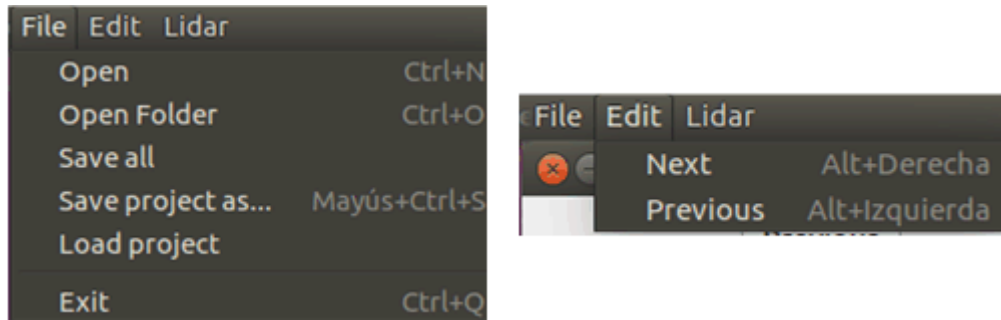 File Edit Lidar
Open Ctrl+N
Open Folder Ctrl+O
Save all
Save project as... Mayús+Ctrl+S
Load project
Exit Ctrl+Q
File Edit Lidar
Next Alt+Derecha
Previous Alt+Izquierda